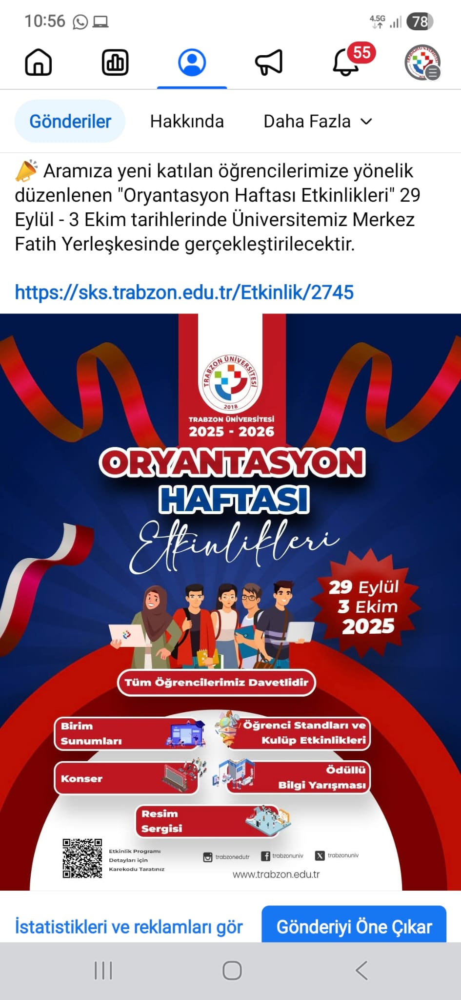 10:56
4.5G
78
55
Gönderiler
Hakkında
Daha Fazla
Aramıza yeni katılan öğrencilerimize yönelik
düzenlenen "Oryantasyon Haftası Etkinlikleri" 29
Eylül - 3 Ekim tarihlerinde Üniversitemiz Merkez
Fatih Yerleşkesinde gerçekleştirilecektir.
https://sks.trabzon.edu.tr/Etkinlik/2745
TRABZON ÜNİVERSİTESİ
2018
TRABZON ÜNİVERSİTESİ
2025 - 2026
ORYANTASYON
HAFTASI
Etkinlikleri
29 Eylül
3 Ekim
2025
Tüm Öğrencilerimiz Davetlidir
Birim
Sunumları
Öğrenci Standları ve
Kulüp Etkinlikleri
Konser
Ödüllü
Bilgi Yarışması
Resim
Sergisi
Etkinlik Programı
Detayları için
Karekodu Taratınız
trabzonedutr
trabzonuniv
trabzonuniv
www.trabzon.edu.tr
İstatistikleri ve reklamları gör
Gönderiyi Öne Çıkar